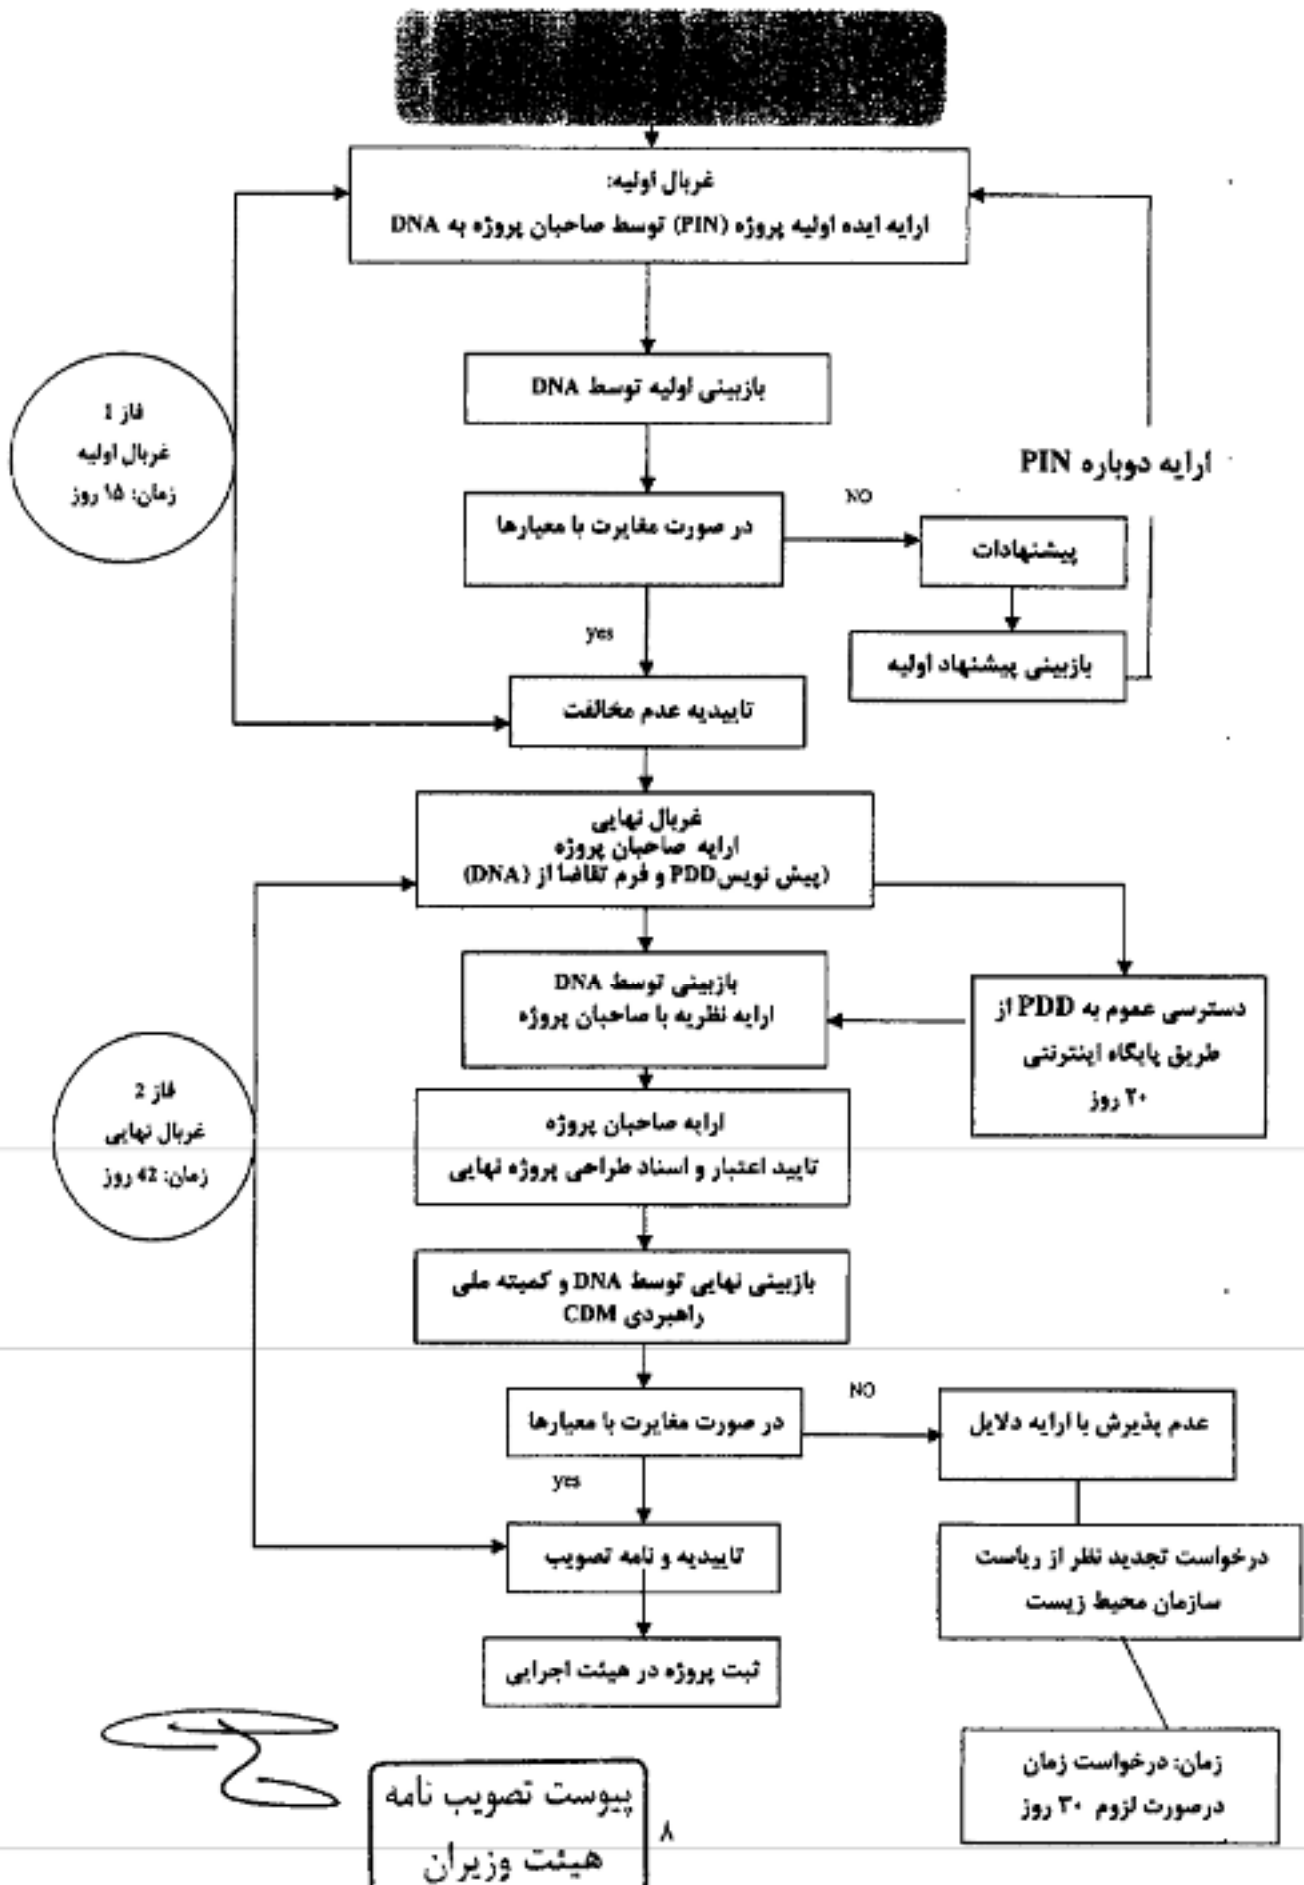 غربال اولیه:
ارایه ایده اولیه پروژه (PIN) توسط صاحبان پروژه به DNA
بازبینی اولیه توسط DNA
فاز 1
غربال اولیه
زمان: ۱۵ روز
ارایه دوباره PIN
در صورت مغایرت با معیارها
NO
پیشنهادات
yes
بازبینی پیشنهاد اولیه
تاییدیه عدم مخالفت
غربال نهایی
ارایه صاحبان پروژه
(پیش نویسPDD و فرم تقاضا از DNA)
بازبینی توسط DNA
ارایه نظریه با صاحبان پروژه
دسترسی عموم به PDD از
طریق پایگاه اینترنتی
۲۰ روز
فاز 2
غربال نهایی
زمان: 42 روز
ارایه صاحبان پروژه
تایید اعتبار و اسناد طراحی پروژه نهایی
بازبینی نهایی توسط DNA و کمیته ملی
راهبردی CDM
در صورت مغایرت با معیارها
NO
عدم پذیرش با ارایه دلایل
yes
تاییدیه و نامه تصویب
درخواست تجدید نظر از ریاست
سازمان محیط زیست
ثبت پروژه در هیئت اجرایی
زمان: درخواست زمان
درصورت لزوم ۳۰ روز
پیوست تصویب نامه
هیئت وزیران
۸